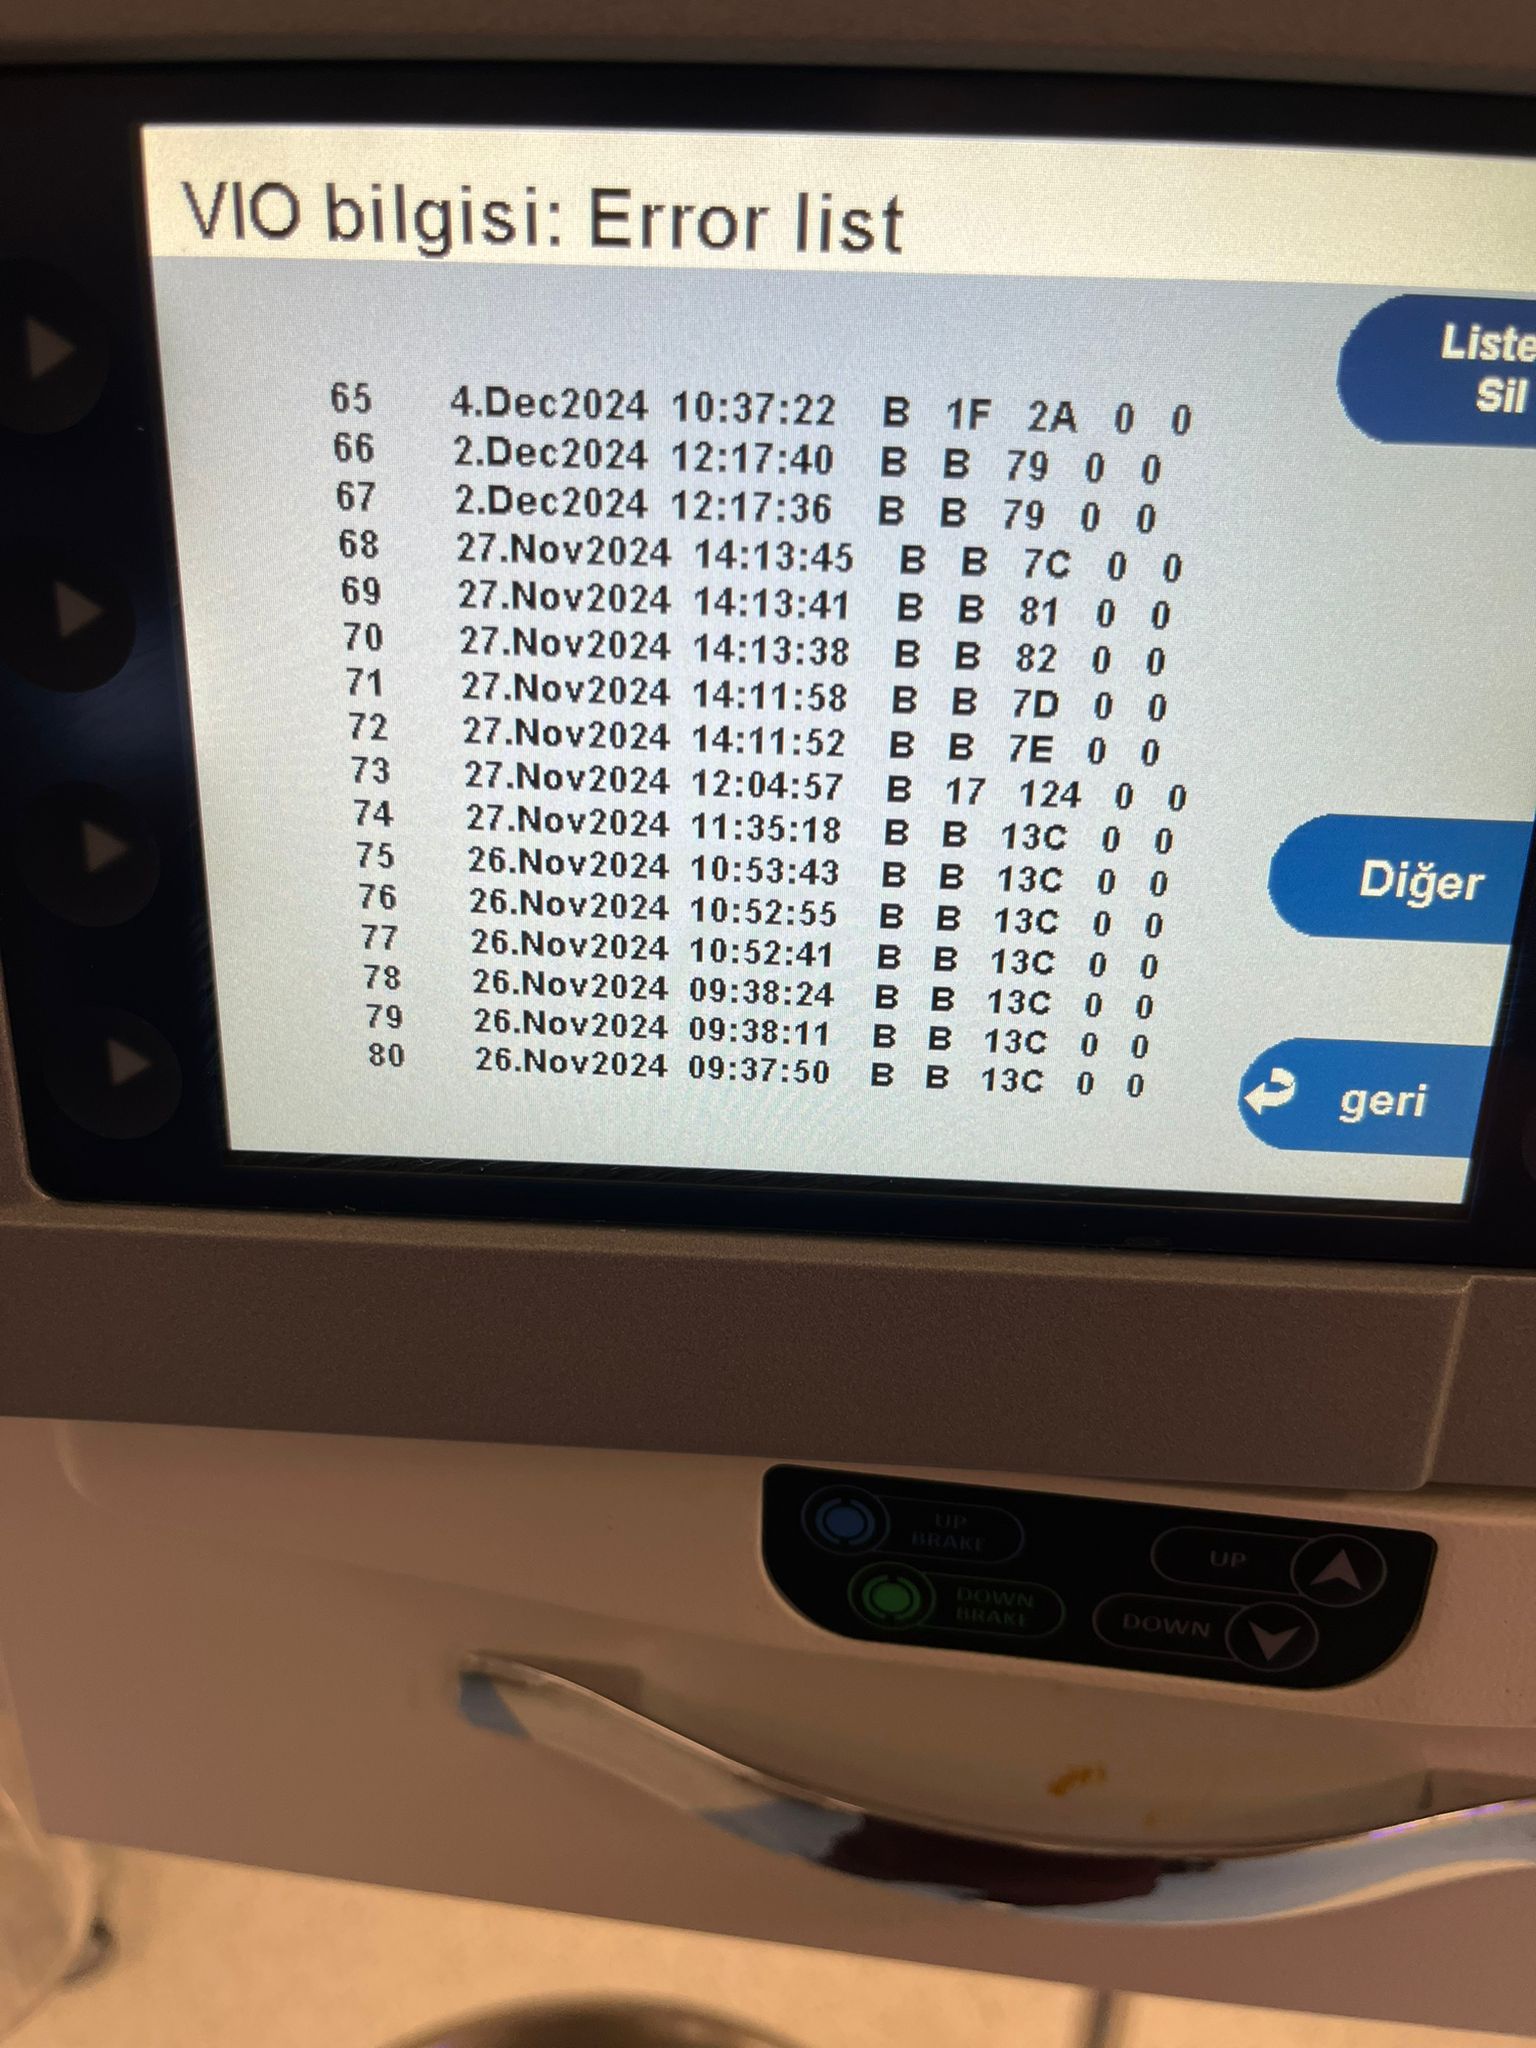 VIO bilgisi: Error list
Liste
Sil
65 4.Dec2024 10:37:22 B 1F 2A 0 0
66 2.Dec2024 12:17:40 B B 79 0 0
67 2.Dec2024 12:17:36 B B 79 0 0
68 27.Nov2024 14:13:45 B B 7C 0 0
69 27.Nov2024 14:13:41 B B 81 0 0
70 27.Nov2024 14:13:38 B B 82 0 0
71 27.Nov2024 14:11:58 B B 7D 0 0
72 27.Nov2024 14:11:52 B B 7E 0 0
73 27.Nov2024 12:04:57 B 17 124 0 0
74 27.Nov2024 11:35:18 B B 13C 0 0
75 26.Nov2024 10:53:43 B B 13C 0 0
76 26.Nov2024 10:52:55 B B 13C 0 0
77 26.Nov2024 10:52:41 B B 13C 0 0
78 26.Nov2024 09:38:24 B B 13C 0 0
79 26.Nov2024 09:38:11 B B 13C 0 0
80 26.Nov2024 09:37:50 B B 13C 0 0
Diğer
geri
UP
BRAKE
UP
DOWN
BRAKE
DOWN